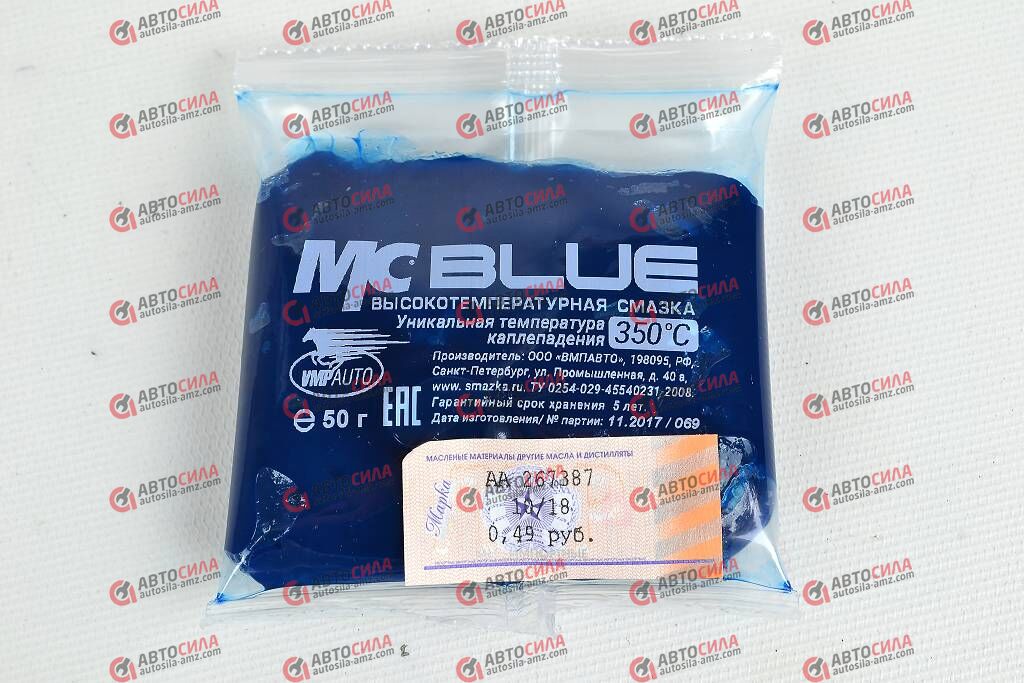 МС BLUE
ВЫСОКОТЕМПЕРАТУРНАЯ СМАЗКА
Уникальная температура
каплепадения 350°С
VMPAUTO
50 г
EAC
Производитель: ООО «ВМПАВТО», 198095, РФ,
Санкт-Петербург, ул. Промышленная, д. 40 в,
www.smazka.ru. ТУ 0254-029-45540231-2008.
Гарантийный срок хранения 5 лет.
Дата изготовления/ № партии: 11.2017 / 069
МАСЛЕНЫЕ МАТЕРИАЛЫ ДРУГИЕ МАСЛА И ДИСТИЛЛЯТЫ
Марка
АА 267387
10/18
0,49 руб.
АВТОСИЛА
autosila-amz.com